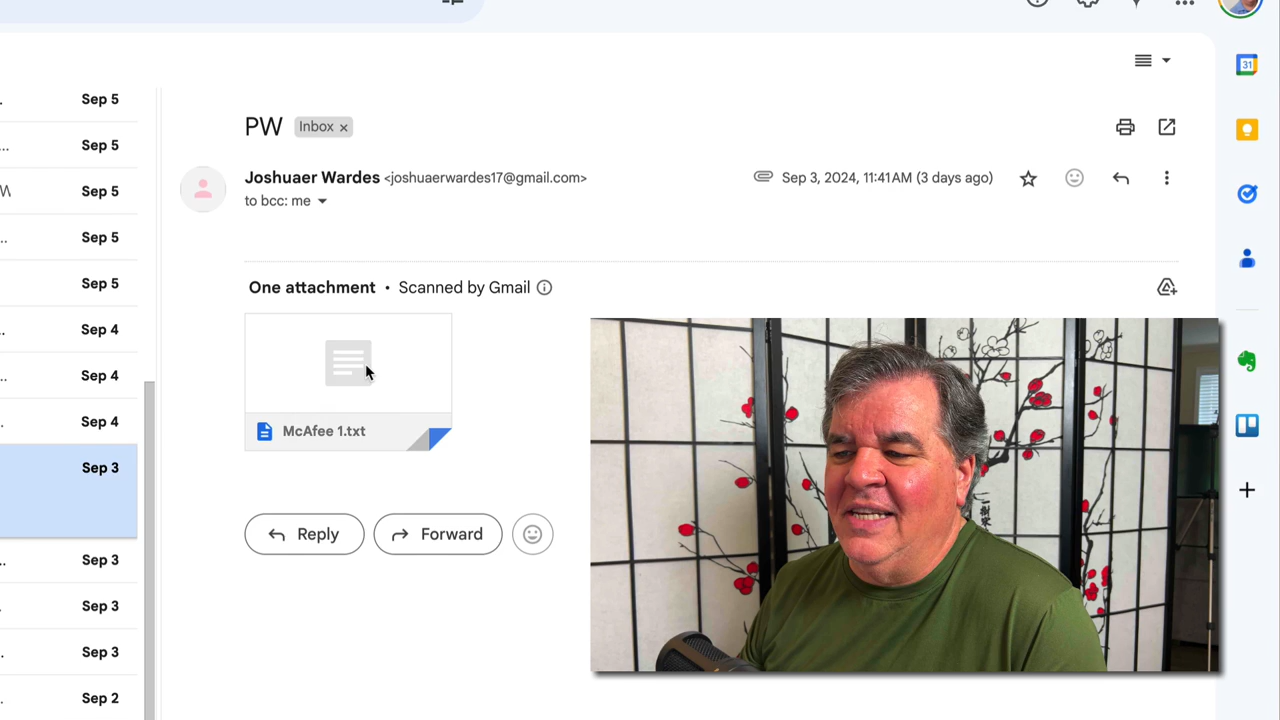 Sep 5
Sep 5
Sep 5
Sep 5
Sep 5
Sep 4
Sep 4
Sep 4
Sep 3
Sep 3
Sep 3
Sep 3
Sep 2
PW Inbox ×
Joshuaer Wardes <joshuaerwardes17@gmail.com> Sep 3, 2024, 11:41 AM (3 days ago)
to bcc: me
One attachment • Scanned by Gmail
McAfee 1.txt
Reply Forward
31